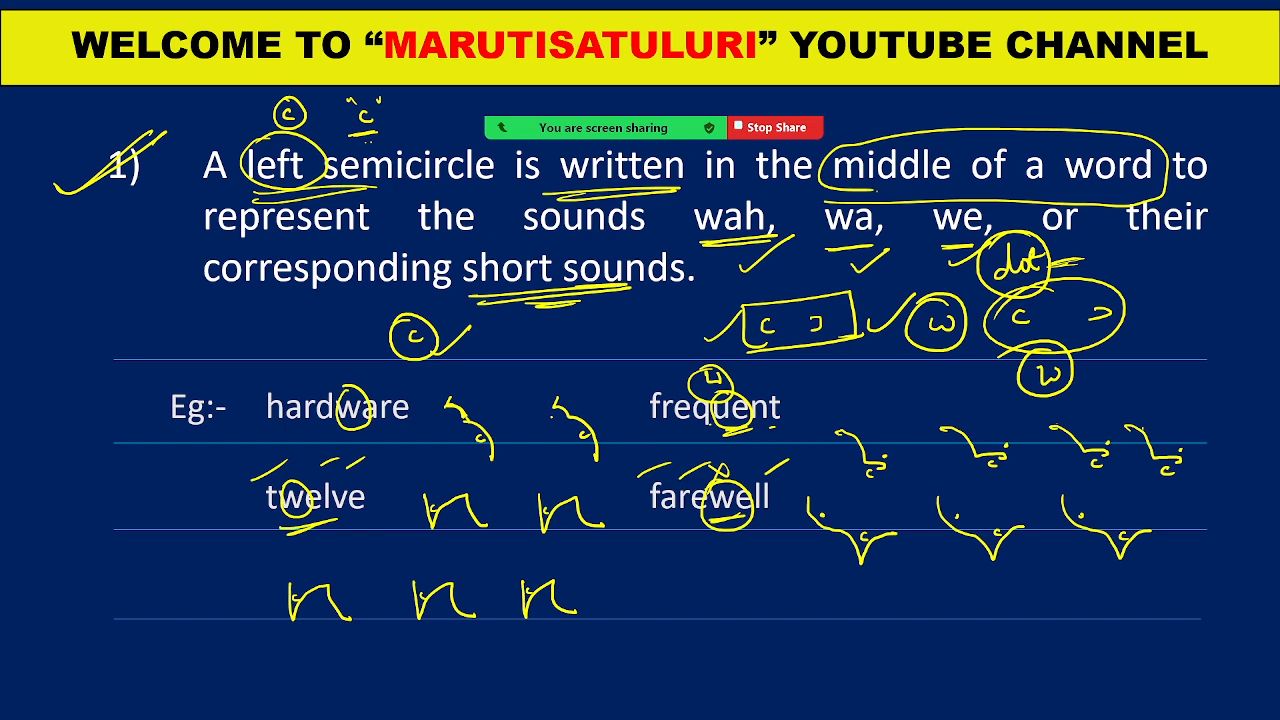 WELCOME TO “MARUTISATULURI” YOUTUBE CHANNEL
c "c"
You are screen sharing Stop Share
1) A left semicircle is written in the middle of a word to
represent the sounds wah, wa, we, or their
corresponding short sounds.
dot
c c ɔ w c ɔ
w
w
Eg:- hardware frequent
twelve farewell